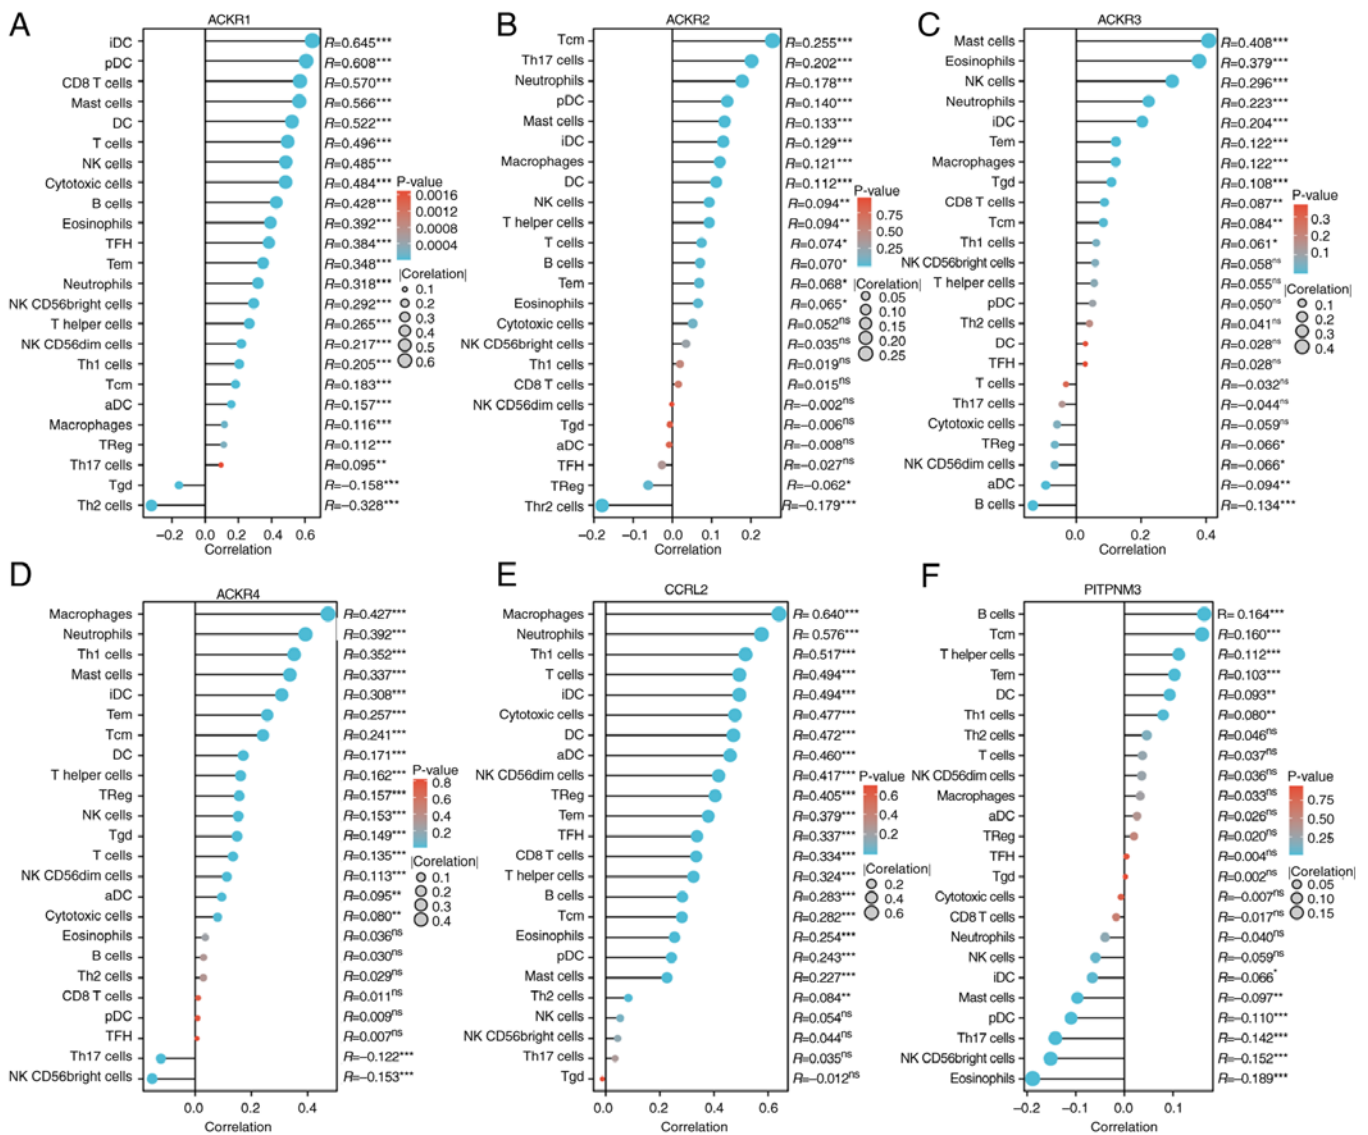 A
ACKR1
iDC R=0.645***
pDC R=0.608***
CD8 T cells R=0.570***
Mast cells R=0.566***
DC R=0.522***
T cells R=0.496***
NK cells R=0.485***
Cytotoxic cells R=0.484***
B cells R=0.428***
Eosinophils R=0.392***
TFH R=0.384***
Tem R=0.348***
Neutrophils R=0.318***
NK CD56bright cells R=0.292***
T helper cells R=0.265***
NK CD56dim cells R=0.217***
Th1 cells R=0.205***
Tcm R=0.183***
aDC R=0.157***
Macrophages R=0.116***
TReg R=0.112***
Th17 cells R=0.095**
Tgd R=−0.158***
Th2 cells R=−0.328***
−0.2 0.0 0.2 0.4 0.6
Correlation
P-value
0.0016
0.0012
0.0008
0.0004
|Corelation|
0.1
0.2
0.3
0.4
0.5
0.6
B
ACKR2
Tcm R=0.255***
Th17 cells R=0.202***
Neutrophils R=0.178***
pDC R=0.140***
Mast cells R=0.133***
iDC R=0.129***
Macrophages R=0.121***
DC R=0.112***
NK cells R=0.094**
T helper cells R=0.094**
T cells R=0.074*
B cells R=0.070*
Tem R=0.068*
Eosinophils R=0.065*
Cytotoxic cells R=0.052ns
NK CD56bright cells R=0.035ns
Th1 cells R=0.019ns
CD8 T cells R=0.015ns
NK CD56dim cells R=−0.002ns
Tgd R=−0.006ns
aDC R=−0.008ns
TFH R=−0.027ns
TReg R=−0.062*
Thr2 cells R=−0.179***
−0.2 −0.1 0.0 0.1 0.2
Correlation
P-value
0.75
0.50
0.25
|Corelation|
0.05
0.10
0.15
0.20
0.25
C
ACKR3
Mast cells R=0.408***
Eosinophils R=0.379***
NK cells R=0.296***
Neutrophils R=0.223***
iDC R=0.204***
Tem R=0.122***
Macrophages R=0.122***
Tgd R=0.108***
CD8 T cells R=0.087**
Tcm R=0.084**
Th1 cells R=0.061*
NK CD56bright cells R=0.058ns
T helper cells R=0.055ns
pDC R=0.050ns
Th2 cells R=0.041ns
DC R=0.028ns
TFH R=0.028ns
T cells R=−0.032ns
Th17 cells R=−0.044ns
Cytotoxic cells R=−0.059ns
TReg R=−0.066*
NK CD56dim cells R=−0.066*
aDC R=−0.094**
B cells R=−0.134***
0.0 0.2 0.4
Correlation
P-value
0.3
0.2
0.1
|Corelation|
0.1
0.2
0.3
0.4
D
ACKR4
Macrophages R=0.427***
Neutrophils R=0.392***
Th1 cells R=0.352***
Mast cells R=0.337***
iDC R=0.308***
Tem R=0.257***
Tcm R=0.241***
DC R=0.171***
T helper cells R=0.162***
TReg R=0.157***
NK cells R=0.153***
Tgd R=0.149***
T cells R=0.135***
NK CD56dim cells R=0.113***
aDC R=0.095**
Cytotoxic cells R=0.080**
Eosinophils R=0.036ns
B cells R=0.030ns
Th2 cells R=0.029ns
CD8 T cells R=0.011ns
pDC R=0.009ns
TFH R=0.007ns
Th17 cells R=−0.122***
NK CD56bright cells R=−0.153***
0.0 0.2 0.4
Correlation
P-value
0.8
0.6
0.4
0.2
|Corelation|
0.1
0.2
0.3
0.4
E
CCRL2
Macrophages R= 0.640***
Neutrophils R= 0.576***
Th1 cells R=0.517***
T cells R=0.494***
iDC R=0.494***
Cytotoxic cells R=0.477***
DC R=0.472***
aDC R=0.460***
NK CD56dim cells R=0.417***
TReg R=0.405***
Tem R=0.379***
TFH R=0.337***
CD8 T cells R=0.334***
T helper cells R=0.324***
B cells R=0.283***
Tcm R=0.282***
Eosinophils R=0.254***
pDC R=0.243***
Mast cells R=0.227***
Th2 cells R=0.084**
NK cells R=0.054ns
NK CD56bright cells R=0.044ns
Th17 cells R=0.035ns
Tgd R=−0.012ns
0.0 0.2 0.4 0.6
Correlation
P-value
0.6
0.4
0.2
|Corelation|
0.2
0.4
0.6
F
PITPNM3
B cells R= 0.164***
Tcm R=0.160***
T helper cells R=0.112***
Tem R=0.103***
DC R=0.093**
Th1 cells R=0.080**
Th2 cells R=0.046ns
T cells R=0.037ns
NK CD56dim cells R=0.036ns
Macrophages R=0.033ns
aDC R=0.026ns
TReg R=0.020ns
TFH R=0.004ns
Tgd R=0.002ns
Cytotoxic cells R=−0.007ns
CD8 T cells R=−0.017ns
Neutrophils R=−0.040ns
NK cells R=−0.059ns
iDC R=−0.066*
Mast cells R=−0.097**
pDC R=−0.110***
Th17 cells R=−0.142***
NK CD56bright cells R=−0.152***
Eosinophils R=−0.189***
−0.2 −0.1 0.0 0.1
Correlation
P-value
0.75
0.50
0.25
|Corelation|
0.05
0.10
0.15